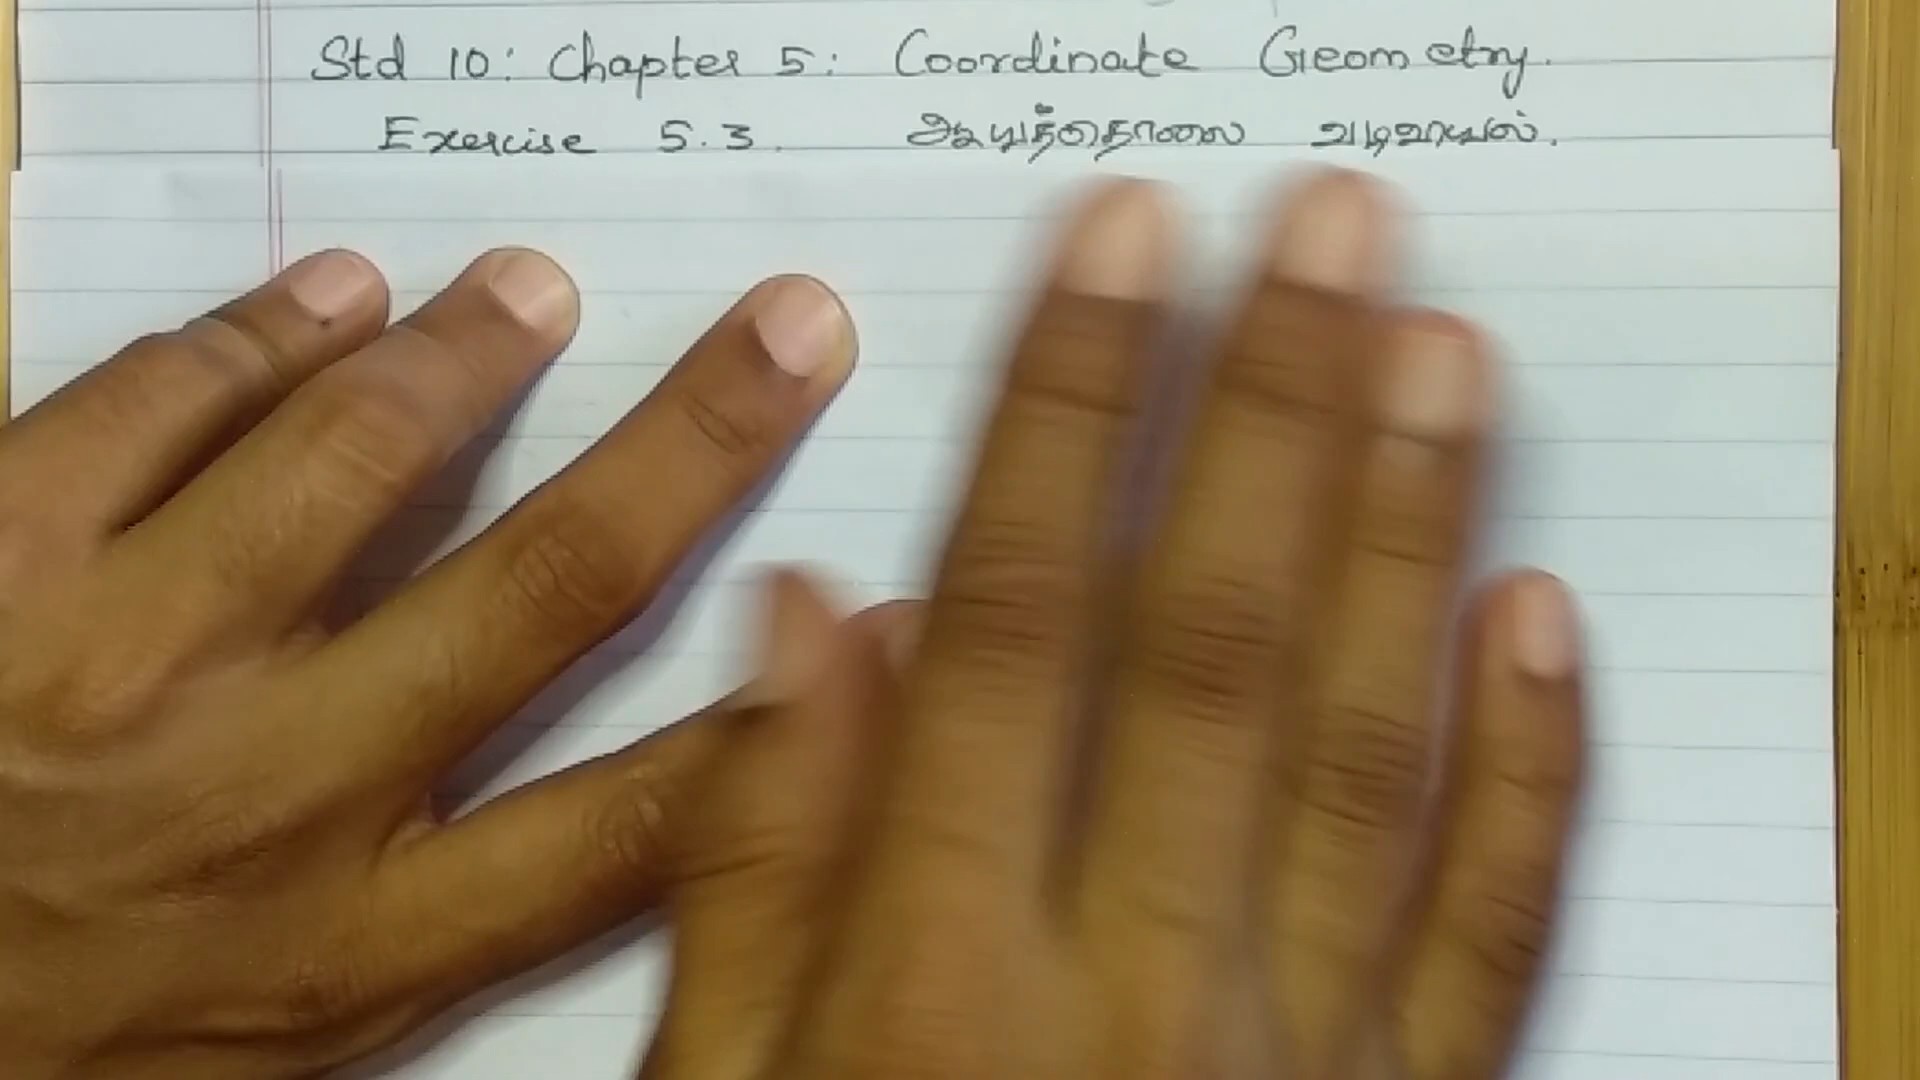 Std 10: Chapter 5: Coordinate Geometry.
Exercise 5.3. ஆயத்தொலை வடிவியல்.